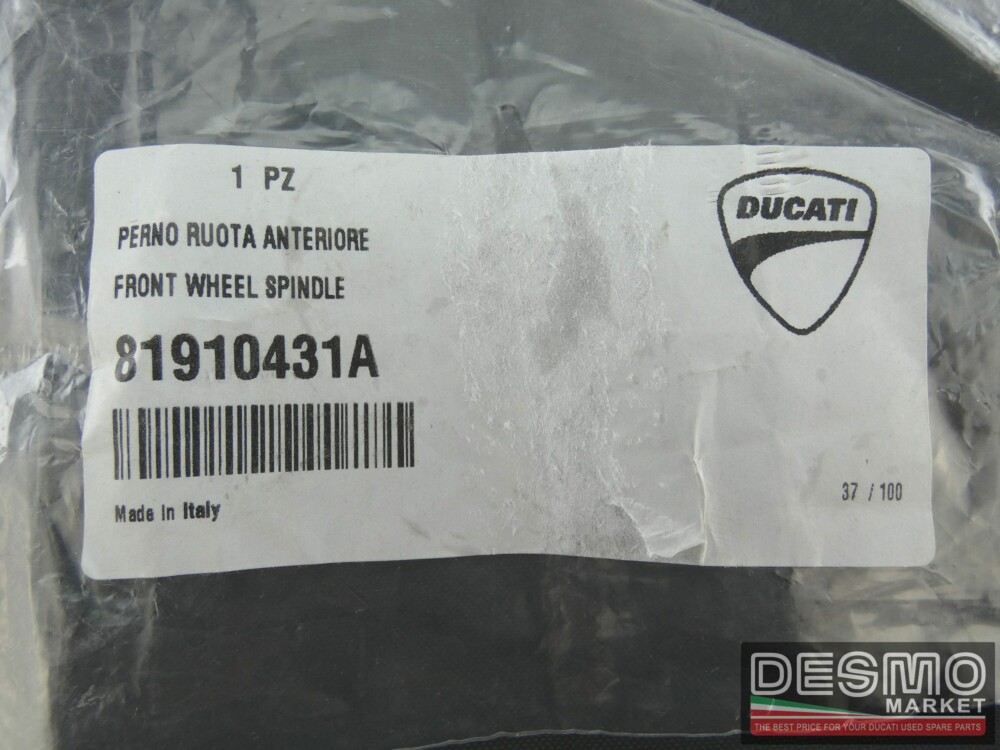 1 PZ
DUCATI
PERNO RUOTA ANTERIORE
FRONT WHEEL SPINDLE
81910431A
37 / 100
Made in Italy
DESMO
MARKET
THE BEST PRICE FOR YOUR DUCATI USED SPARE PARTS